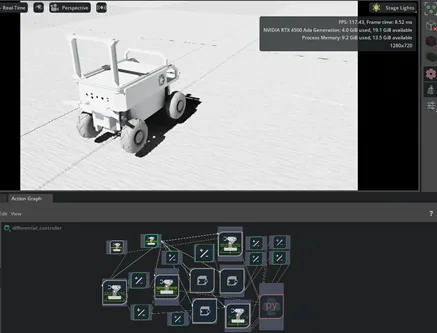 Real-Time
Perspective
Stage Lights
FPS: 117.43, Frame time: 8.52 ms
NVIDIA RTX 4500 Ada Generation: 4.0 GiB used, 19.1 GiB available
Process Memory: 9.2 GiB used, 13.5 GiB available
1280x720
Action Graph
Edit View
?
differential_controller
py